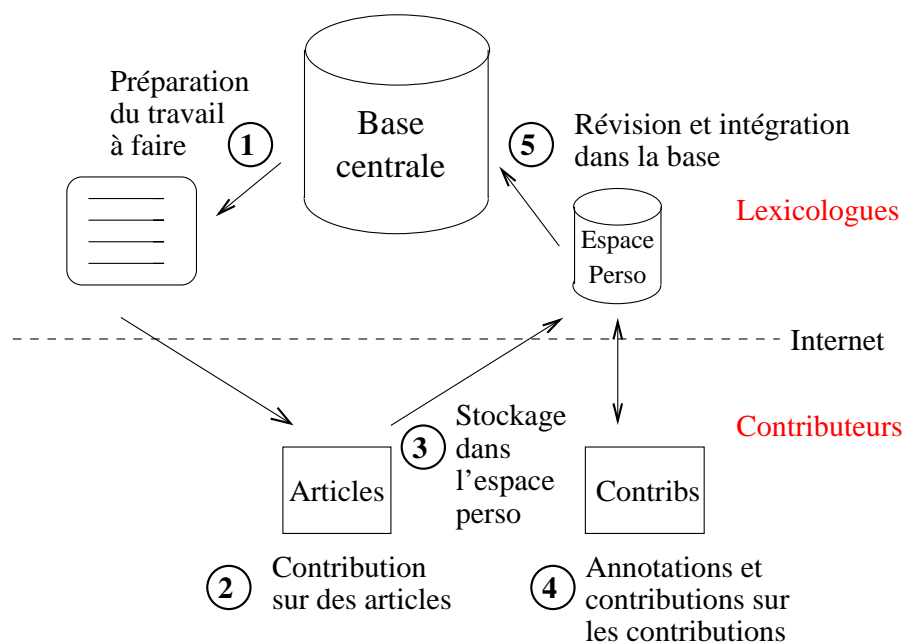 Préparation
du travail
à faire
1
Base
centrale
5
Révision et intégration
dans la base
Lexicologues
Espace
Perso
Internet
Contributeurs
3
Stockage
dans
l'espace
perso
Articles
Contribs
2
Contribution
sur des articles
4
Annotations et
contributions sur
les contributions